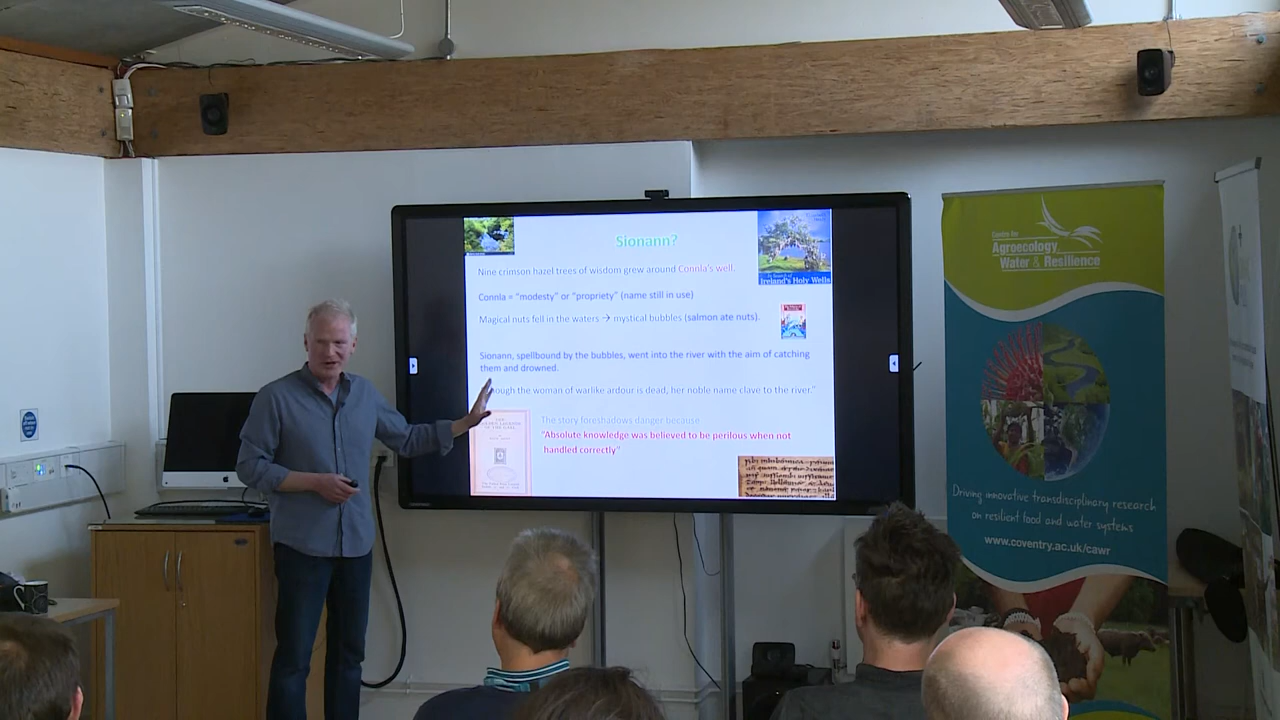 Sionann?
Nine crimson hazel trees of wisdom grew around Connla's well.
Connla = "modesty" or "propriety" (name still in use)
Magical nuts fell in the waters → mystical bubbles (salmon ate nuts).
Sionann, spellbound by the bubbles, went into the river with the aim of catching
them and drowned.
the woman of warlike ardour is dead, her noble name clave to the river."
The story foreshadows danger because
"Absolute knowledge was believed to be perilous when not
handled correctly"
Ireland's Holy Wells
Centre for
Agroecology
Water & Resilience
Driving innovative transdisciplinary research
on resilient food and water systems
www.coventry.ac.uk/cawr